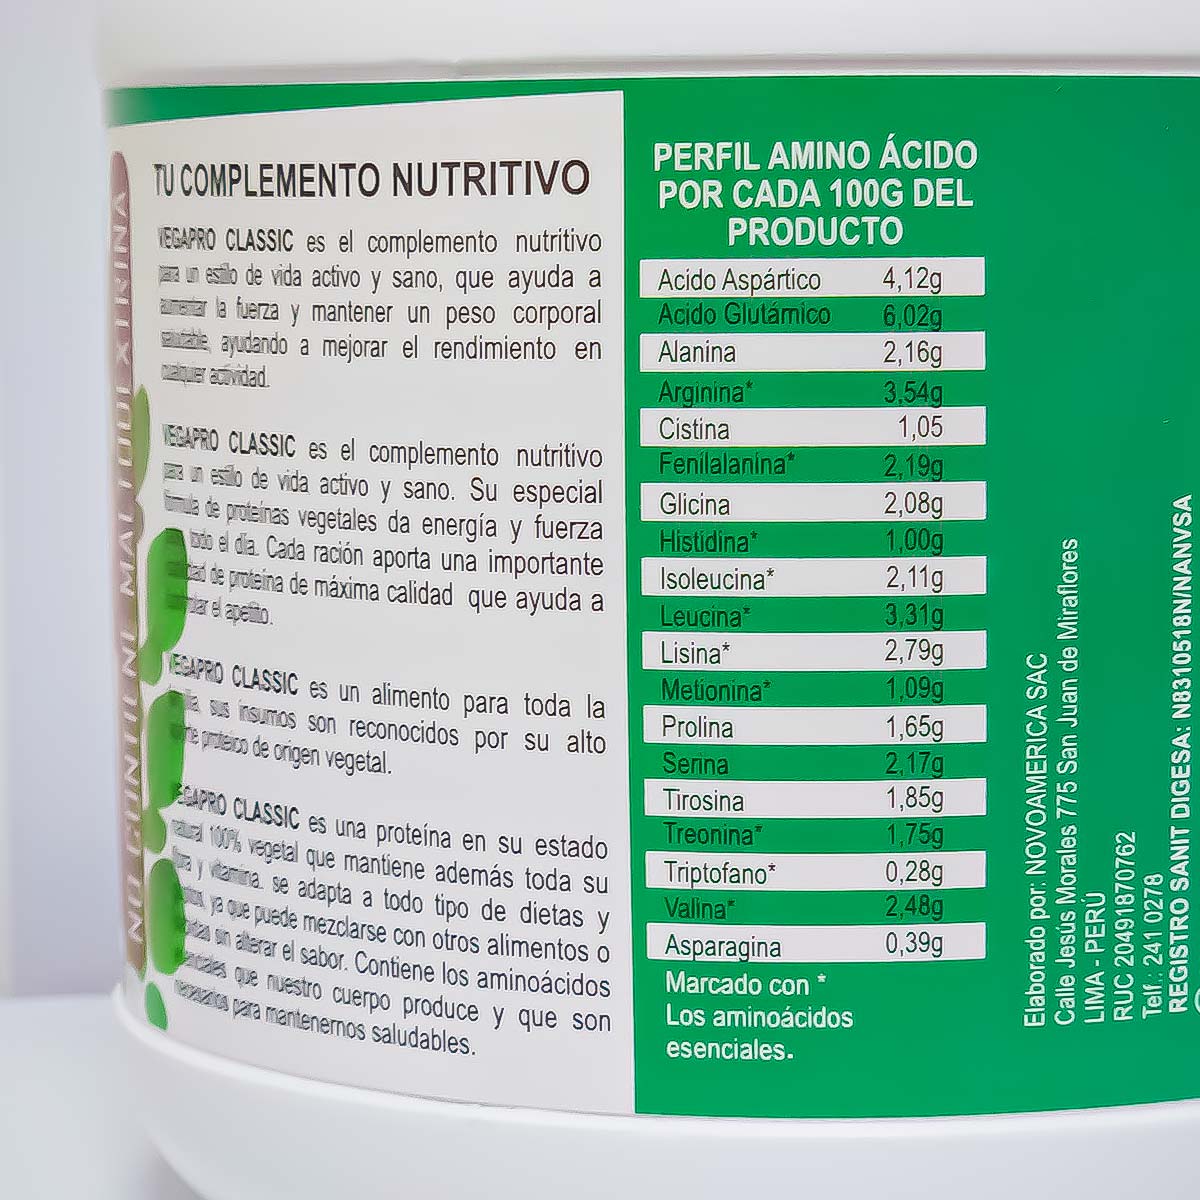 TU COMPLEMENTO NUTRITIVO
VEGAPRO CLASSIC es el complemento nutritivo
para un estilo de vida activo y sano, que ayuda a
aumentar la fuerza y mantener un peso corporal
saludable, ayudando a mejorar el rendimiento en
cualquier actividad.
VEGAPRO CLASSIC es el complemento nutritivo
para un estilo de vida activo y sano. Su especial
fórmula de proteínas vegetales da energía y fuerza
todo el día. Cada ración aporta una importante
de proteína de máxima calidad que ayuda a
el apetito.
VEGAPRO CLASSIC es un alimento para toda la
sus insumos son reconocidos por su alto
proteico de origen vegetal.
VEGAPRO CLASSIC es una proteína en su estado
natural 100% vegetal que mantiene además toda su
fibra y vitamina. se adapta a todo tipo de dietas y
ya que puede mezclarse con otros alimentos o
sin alterar el sabor. Contiene los aminoácidos
que nuestro cuerpo produce y que son
necesarios para mantenernos saludables.
NO CONTIENE MALTODEXTRINA
PERFIL AMINO ÁCIDO
POR CADA 100G DEL
PRODUCTO
Acido Aspártico 4,12g
Acido Glutámico 6,02g
Alanina 2,16g
Arginina* 3,54g
Cistina 1,05
Fenilalanina* 2,19g
Glicina 2,08g
Histidina* 1,00g
Isoleucina* 2,11g
Leucina* 3,31g
Lisina* 2,79g
Metionina* 1,09g
Prolina 1,65g
Serina 2,17g
Tirosina 1,85g
Treonina* 1,75g
Triptofano* 0,28g
Valina* 2,48g
Asparagina 0,39g
Marcado con *
Los aminoácidos
esenciales.
Elaborado por: NOVOAMERICA SAC
Calle Jesús Morales 775 San Juan de Miraflores
LIMA - PERÚ
RUC 20491870762
Telf.: 241 0278
REGISTRO SANIT DIGESA: N8310518N/NANVSA